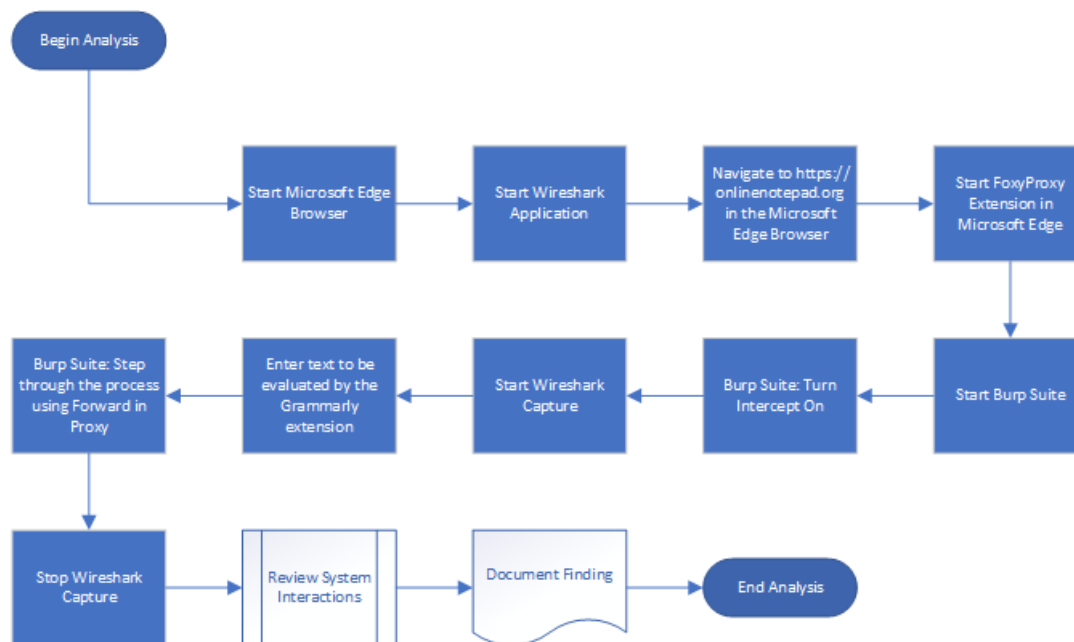 Begin Analysis
Start Microsoft Edge
Browser
Start Wireshark
Application
Navigate to https://
onlinenotepad.org
in the Microsoft
Edge Browser
Start FoxyProxy
Extension in
Microsoft Edge
Start Burp Suite
Burp Suite: Turn
Intercept On
Start Wireshark
Capture
Enter text to be
evaluated by the
Grammarly
extension
Burp Suite: Step
through the process
using Forward in
Proxy
Stop Wireshark
Capture
Review System
Interactions
Document Finding
End Analysis